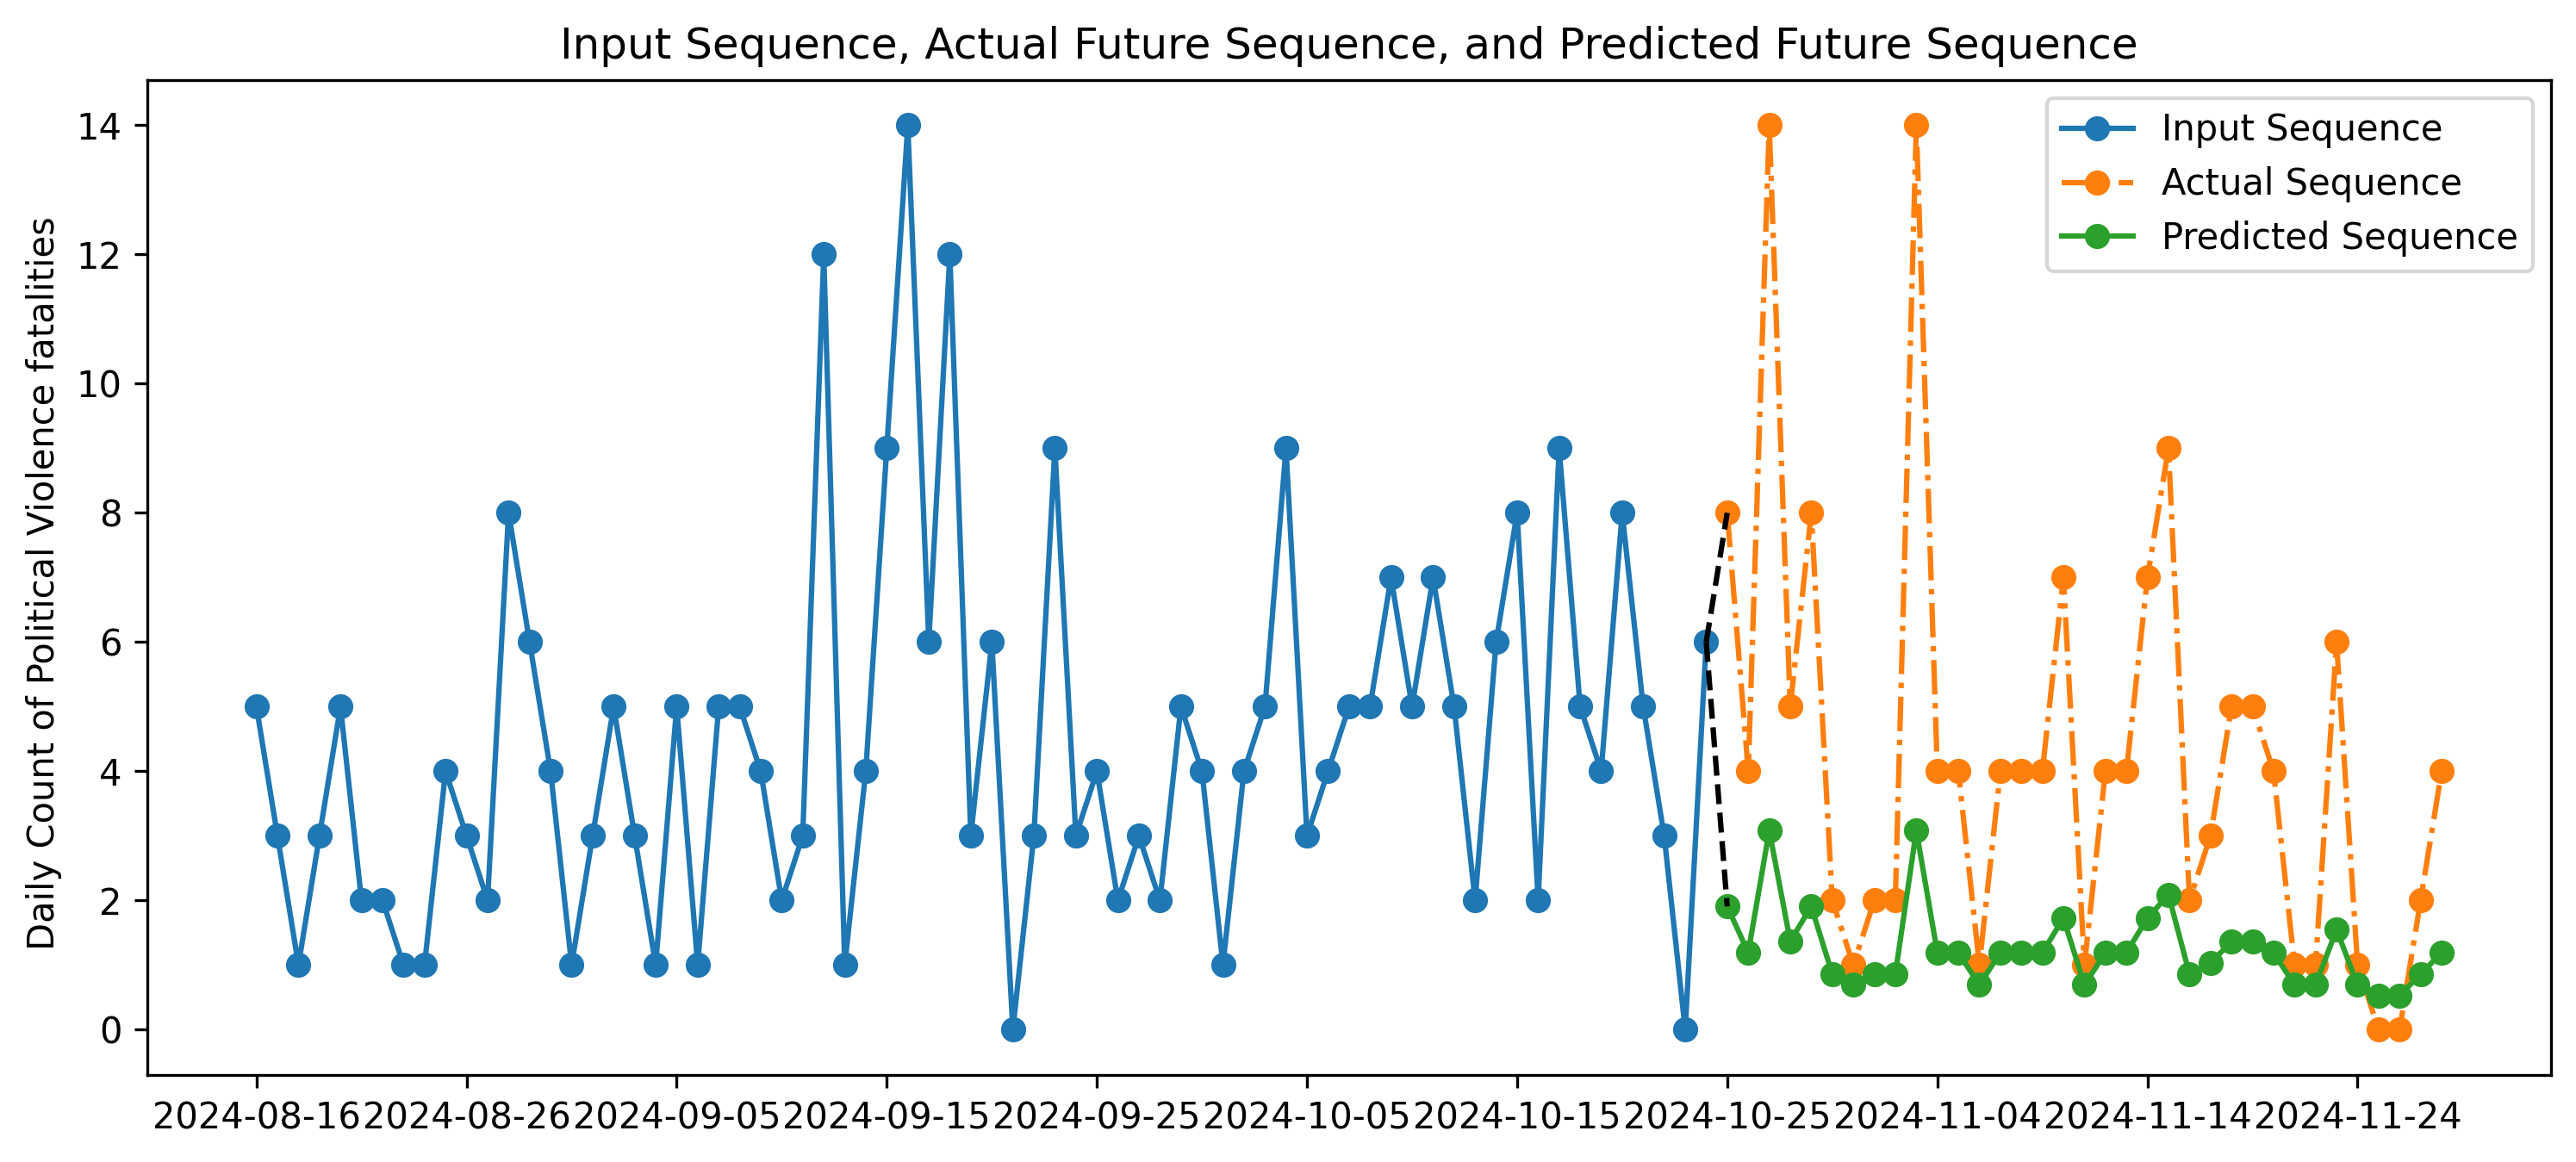 Input Sequence, Actual Future Sequence, and Predicted Future Sequence
Daily Count of Political Violence fatalities
14
12
10
8
6
4
2
0
Input Sequence
Actual Sequence
Predicted Sequence
2024-08-16 2024-08-26 2024-09-05 2024-09-15 2024-09-25 2024-10-05 2024-10-15 2024-10-25 2024-11-04 2024-11-14 2024-11-24